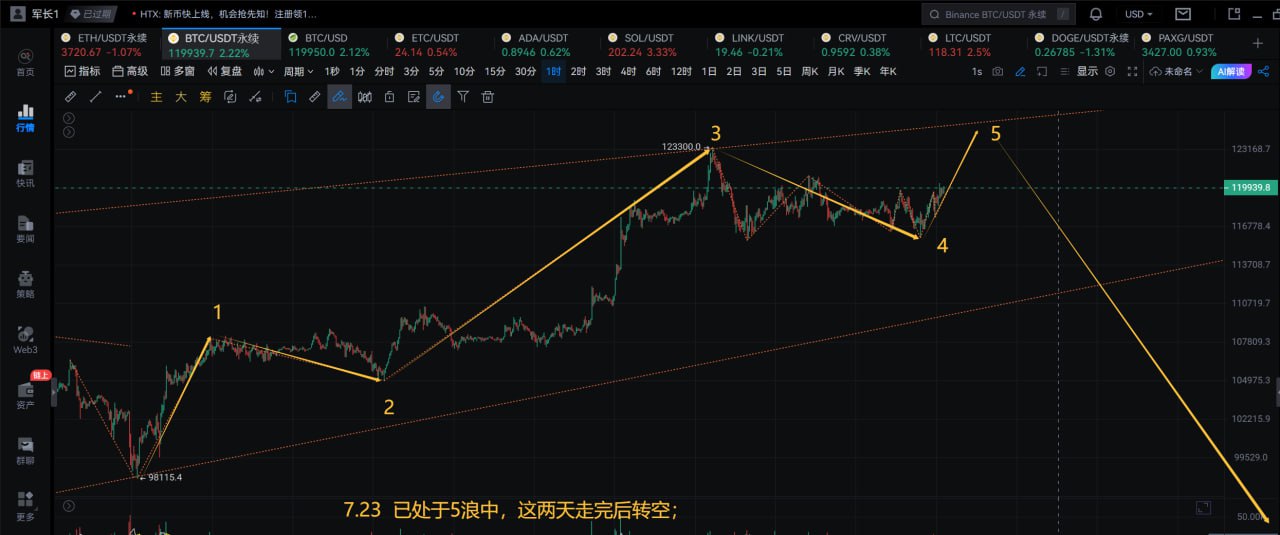 军长1 已过期 HTX: 新币快上线，机会抢先知！注册领1... Binance BTC/USDT 永续 / USD
ETH/USDT永续 BTC/USDT永续 BTC/USD ETC/USDT ADA/USDT SOL/USDT LINK/USDT CRV/USDT LTC/USDT DOGE/USDT永续 PAXG/USDT
3720.67 -1.07% 119939.7 2.22% 119950.0 2.12% 24.14 0.54% 0.8946 0.62% 202.24 3.33% 19.46 -0.21% 0.9592 0.38% 118.31 2.5% 0.26785 -1.31% 3427.00 0.93%
指标 高级 多窗 复盘 周期 1秒 1分 分时 3分 5分 10分 15分 30分 1时 2时 3时 4时 6时 12时 1日 2日 3日 5日 周K 月K 季K 年K 1s 显示 未命名 AI解读
主 大 筹
首页
行情
快讯
要闻
策略
Web3
链上
资产
群聊
更多
123300.0
3
5
4
1
2
98115.4
7.23 已处于5浪中，这两天走完后转空；
123168.7
119939.8
116778.4
113708.7
110719.7
107809.3
104975.3
102215.9
99529.0
50.00